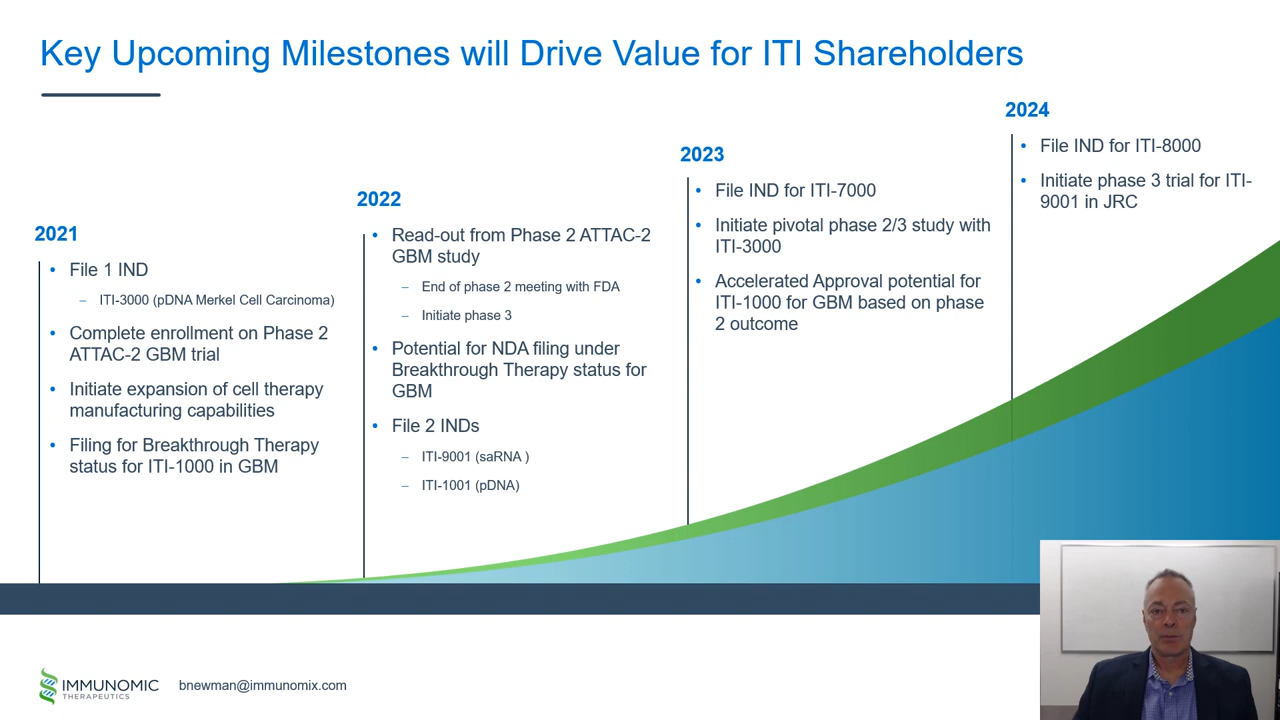 Key Upcoming Milestones will Drive Value for ITI Shareholders
2021
• File 1 IND
– ITI-3000 (pDNA Merkel Cell Carcinoma)
• Complete enrollment on Phase 2
ATTAC-2 GBM trial
• Initiate expansion of cell therapy
manufacturing capabilities
• Filing for Breakthrough Therapy
status for ITI-1000 in GBM
2022
• Read-out from Phase 2 ATTAC-2
GBM study
– End of phase 2 meeting with FDA
– Initiate phase 3
• Potential for NDA filing under
Breakthrough Therapy status for
GBM
• File 2 INDs
– ITI-9001 (saRNA )
– ITI-1001 (pDNA)
2023
• File IND for ITI-7000
• Initiate pivotal phase 2/3 study with
ITI-3000
• Accelerated Approval potential for
ITI-1000 for GBM based on phase
2 outcome
2024
• File IND for ITI-8000
• Initiate phase 3 trial for ITI-
9001 in JRC
IMMUNOMIC
THERAPEUTICS
bnewman@immunomix.com